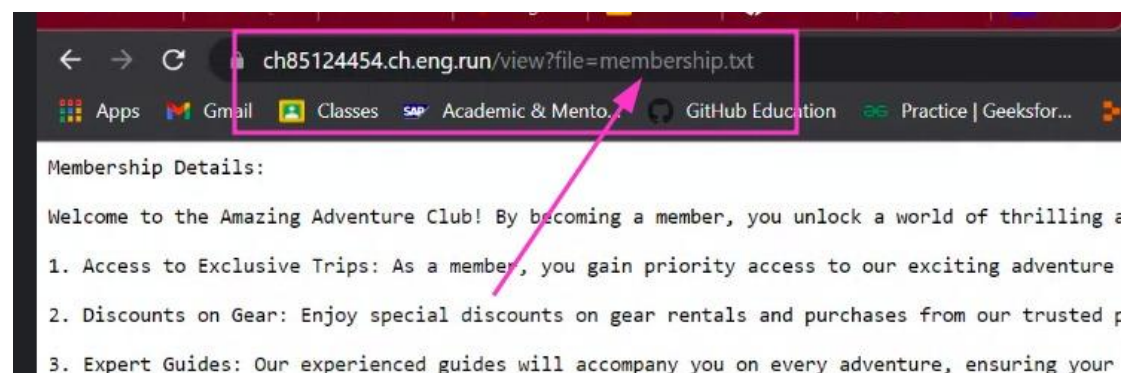 ch85124454.ch.eng.run/view?file=membership.txt
Apps Gmail Classes SAP Academic & Mento... GitHub Education Practice | Geeksfor...
Membership Details:
Welcome to the Amazing Adventure Club! By becoming a member, you unlock a world of thrilling a
1. Access to Exclusive Trips: As a member, you gain priority access to our exciting adventure
2. Discounts on Gear: Enjoy special discounts on gear rentals and purchases from our trusted p
3. Expert Guides: Our experienced guides will accompany you on every adventure, ensuring your